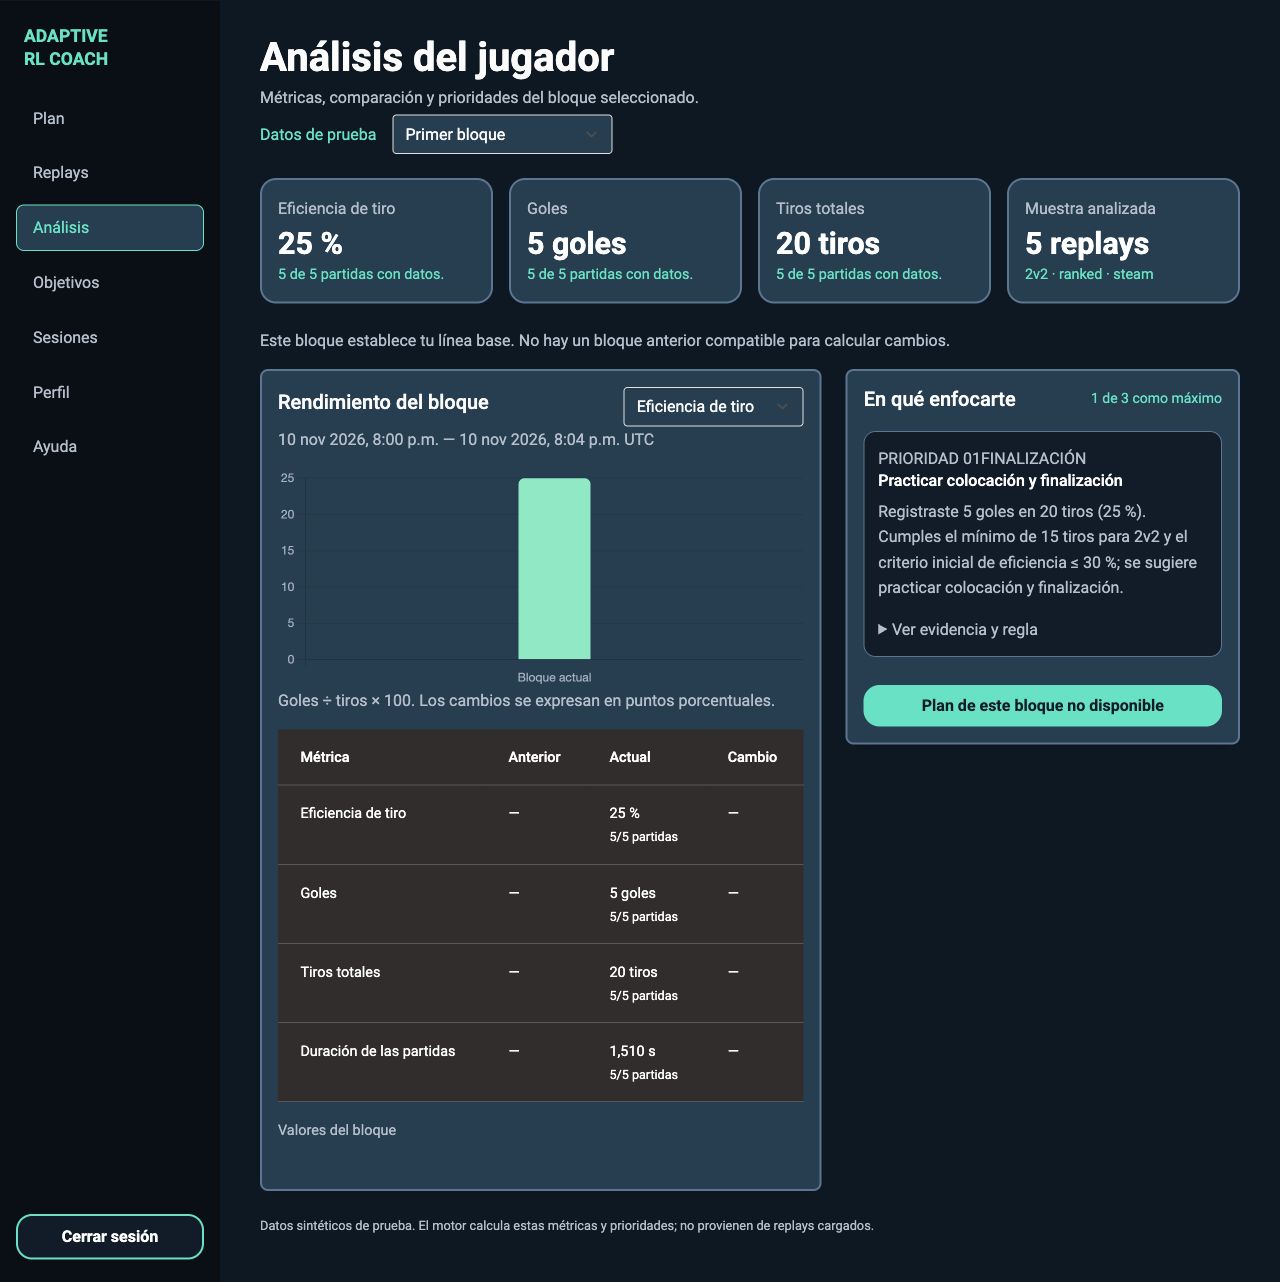 ADAPTIVE
RL COACH
Plan
Replays
Análisis
Objetivos
Sesiones
Perfil
Ayuda
Cerrar sesión
Análisis del jugador
Métricas, comparación y prioridades del bloque seleccionado.
Datos de prueba
Primer bloque
Eficiencia de tiro
25 %
5 de 5 partidas con datos.
Goles
5 goles
5 de 5 partidas con datos.
Tiros totales
20 tiros
5 de 5 partidas con datos.
Muestra analizada
5 replays
2v2 · ranked · steam
Este bloque establece tu línea base. No hay un bloque anterior compatible para calcular cambios.
Rendimiento del bloque
Eficiencia de tiro
10 nov 2026, 8:00 p.m. — 10 nov 2026, 8:04 p.m. UTC
25
20
15
10
5
0
Bloque actual
Goles ÷ tiros × 100. Los cambios se expresan en puntos porcentuales.
Métrica Anterior Actual Cambio
Eficiencia de tiro — 25 % —
5/5 partidas
Goles — 5 goles —
5/5 partidas
Tiros totales — 20 tiros —
5/5 partidas
Duración de las partidas — 1,510 s —
5/5 partidas
Valores del bloque
En qué enfocarte
1 de 3 como máximo
PRIORIDAD 01FINALIZACIÓN
Practicar colocación y finalización
Registraste 5 goles en 20 tiros (25 %).
Cumples el mínimo de 15 tiros para 2v2 y el
criterio inicial de eficiencia ≤ 30 %; se sugiere
practicar colocación y finalización.
▶ Ver evidencia y regla
Plan de este bloque no disponible
Datos sintéticos de prueba. El motor calcula estas métricas y prioridades; no provienen de replays cargados.